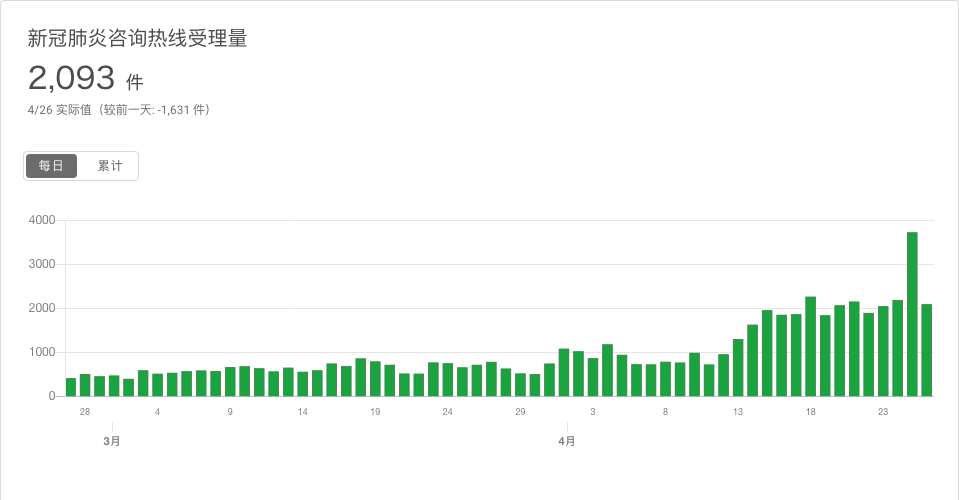 新冠肺炎咨询热线受理量
2,093 件
4/26 实际值（较前一天: -1,631 件）
每日 累计
4000
3000
2000
1000
0
28 4 9 14 19 24 29 3 8 13 18 23
3月 4月